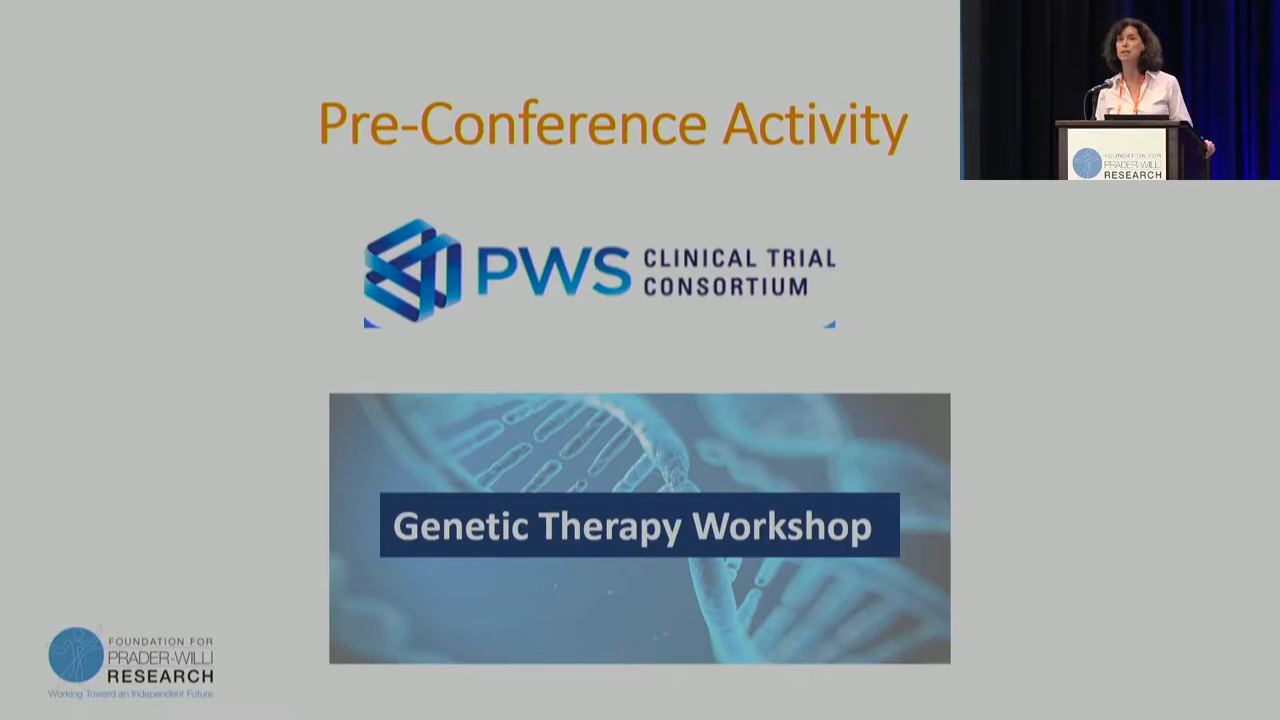 Pre-Conference Activity
FOUNDATION FOR
PRADER-WILLI
RESEARCH
PWS CLINICAL TRIAL
CONSORTIUM
Genetic Therapy Workshop
FOUNDATION FOR
PRADER-WILLI
RESEARCH
Working Toward an Independent Future